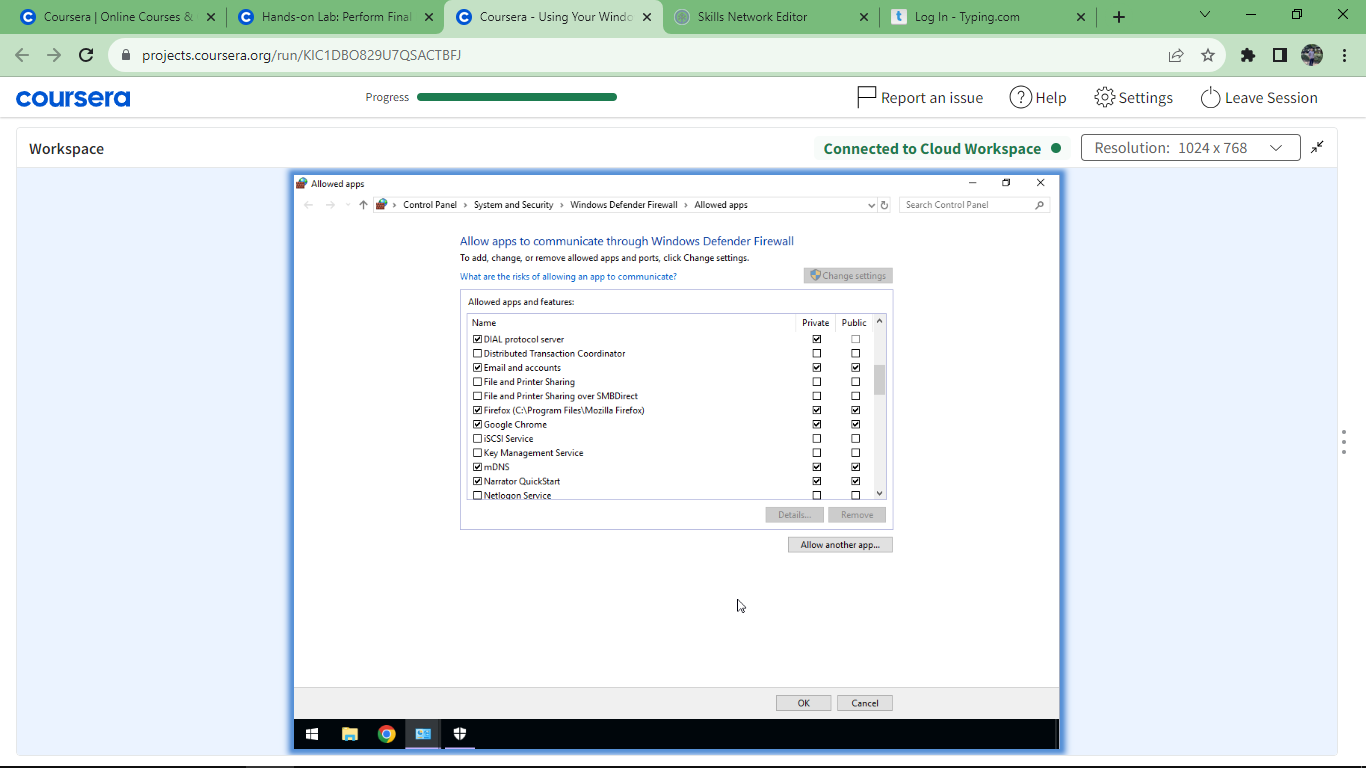 Coursera | Online Courses &
Hands-on Lab: Perform Final
Coursera - Using Your Windo
Skills Network Editor
Log In - Typing.com
projects.coursera.org/run/KIC1DBO829U7QSACTBFJ
coursera
Progress
Report an issue
Help
Settings
Leave Session
Workspace
Connected to Cloud Workspace
Resolution: 1024 x 768
Allowed apps
Control Panel > System and Security > Windows Defender Firewall > Allowed apps
Search Control Panel
Allow apps to communicate through Windows Defender Firewall
To add, change, or remove allowed apps and ports, click Change settings.
What are the risks of allowing an app to communicate?
Change settings
Allowed apps and features:
Name Private Public
DIAL protocol server
Distributed Transaction Coordinator
Email and accounts
File and Printer Sharing
File and Printer Sharing over SMBDirect
Firefox (C:\Program Files\Mozilla Firefox)
Google Chrome
iSCSI Service
Key Management Service
mDNS
Narrator QuickStart
Netlogon Service
Details...
Remove
Allow another app...
OK
Cancel